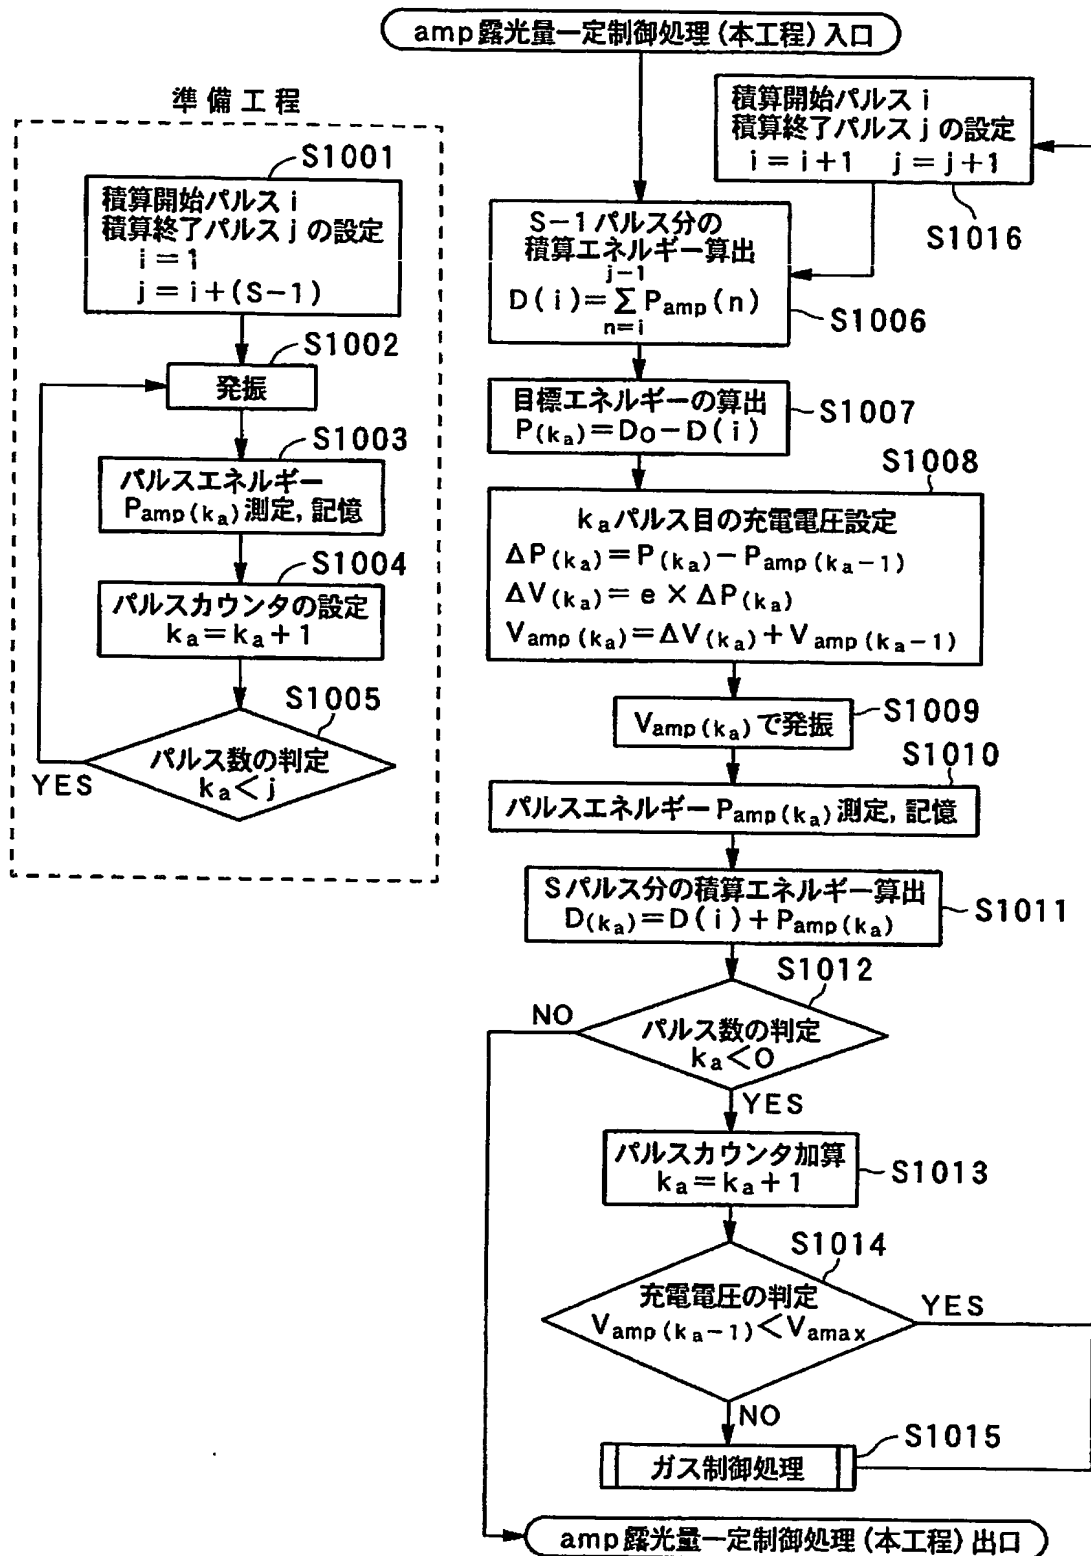 amp露光量一定制御処理(本工程)入口
準備工程
S1001
積算開始パルスi
積算終了パルスjの設定
i=1
j=i+(S-1)
S1002
発振
S1003
パルスエネルギー
Pamp(ka)測定,記憶
S1004
パルスカウンタの設定
ka=ka+1
S1005
パルス数の判定
ka<j
YES
積算開始パルスi
積算終了パルスjの設定
i=i+1 j=j+1
S1016
S-1パルス分の
積算エネルギー算出
j-1
D(i)=ΣPamp(n)
n=i
S1006
目標エネルギーの算出
P(ka)=DO-D(i)
S1007
S1008
kaパルス目の充電電圧設定
ΔP(ka)=P(ka)-Pamp(ka-1)
ΔV(ka)=e×ΔP(ka)
Vamp(ka)=ΔV(ka)+Vamp(ka-1)
Vamp(ka)で発振
S1009
S1010
パルスエネルギーPamp(ka)測定,記憶
Sパルス分の積算エネルギー算出
D(ka)=D(i)+Pamp(ka)
S1011
S1012
NO
パルス数の判定
ka<0
YES
パルスカウンタ加算
ka=ka+1
S1013
S1014
充電電圧の判定
Vamp(ka-1)<Vamax
YES
NO
S1015
ガス制御処理
amp露光量一定制御処理(本工程)出口